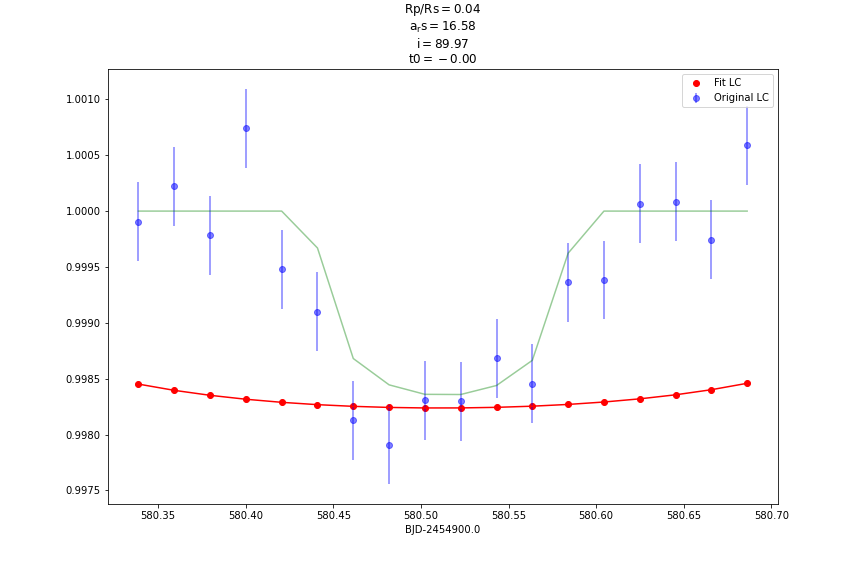 Rp/Rs = 0.04
aᵣs = 16.58
i = 89.97
t0 = −0.00
Fit LC
Original LC
1.0010
1.0005
1.0000
0.9995
0.9990
0.9985
0.9980
0.9975
580.35 580.40 580.45 580.50 580.55 580.60 580.65 580.70
BJD-2454900.0